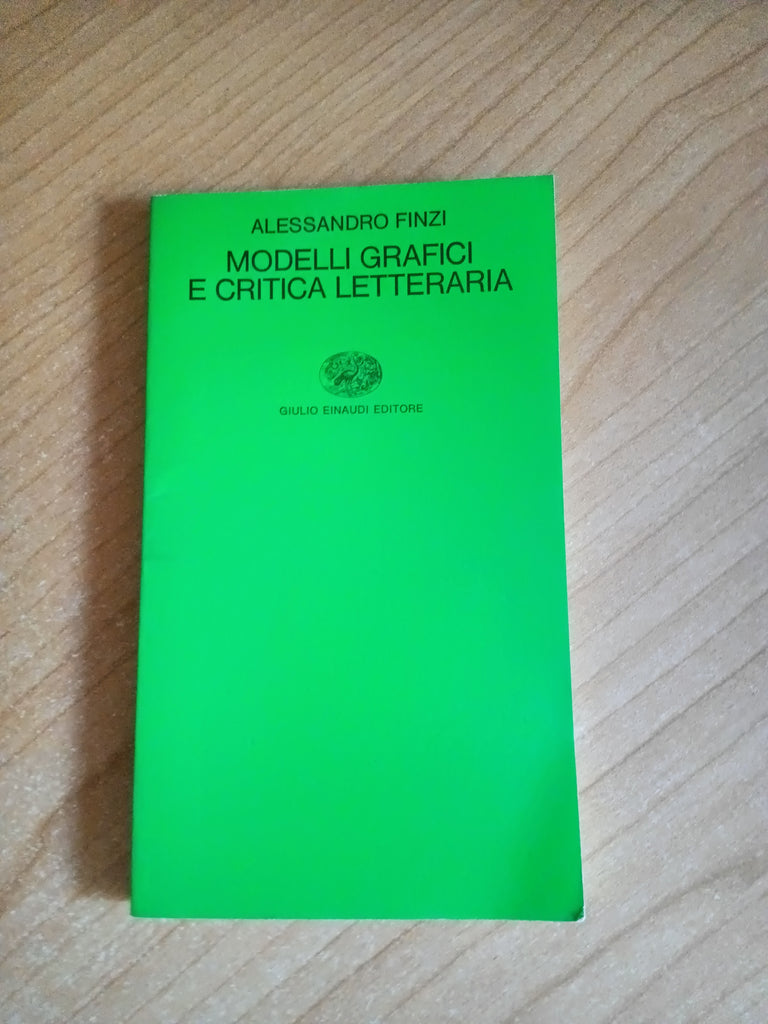 ALESSANDRO FINZI
MODELLI GRAFICI
E CRITICA LETTERARIA
GIULIO EINAUDI EDITORE